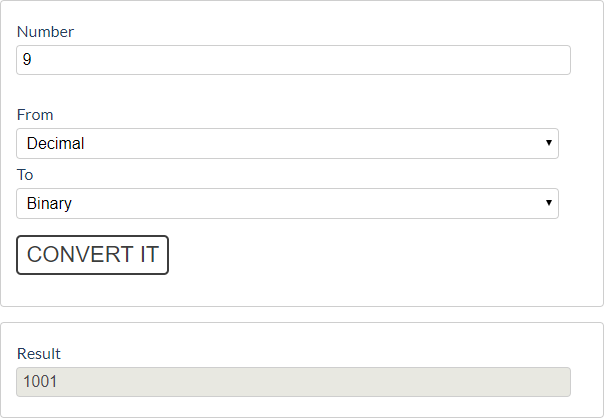 Number
9
From
Decimal
To
Binary
CONVERT IT
Result
1001